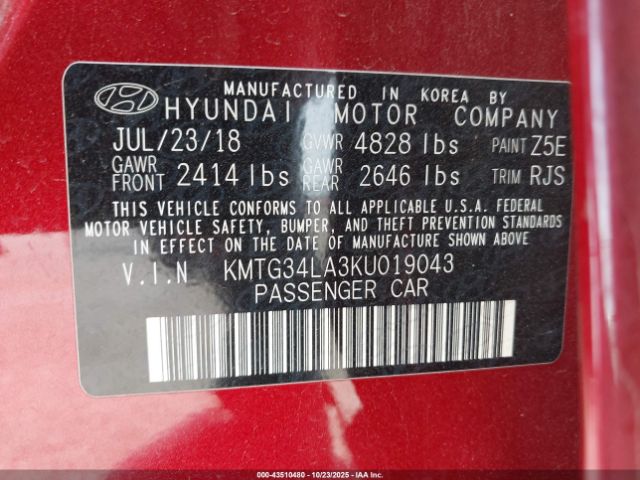 MANUFACTURED IN KOREA BY
HYUNDAI MOTOR COMPANY
JUL/23/18 GVWR 4828 lbs PAINT Z5E
GAWR FRONT 2414 lbs GAWR REAR 2646 lbs TRIM RJS
THIS VEHICLE CONFORMS TO ALL APPLICABLE U.S.A. FEDERAL
MOTOR VEHICLE SAFETY, BUMPER, AND THEFT PREVENTION STANDARDS
IN EFFECT ON THE DATE OF MANUFACTURE SHOWN ABOVE.
V.I.N KMTG34LA3KU019043
PASSENGER CAR
000-43510480 - 10/23/2025 - IAAI.COM